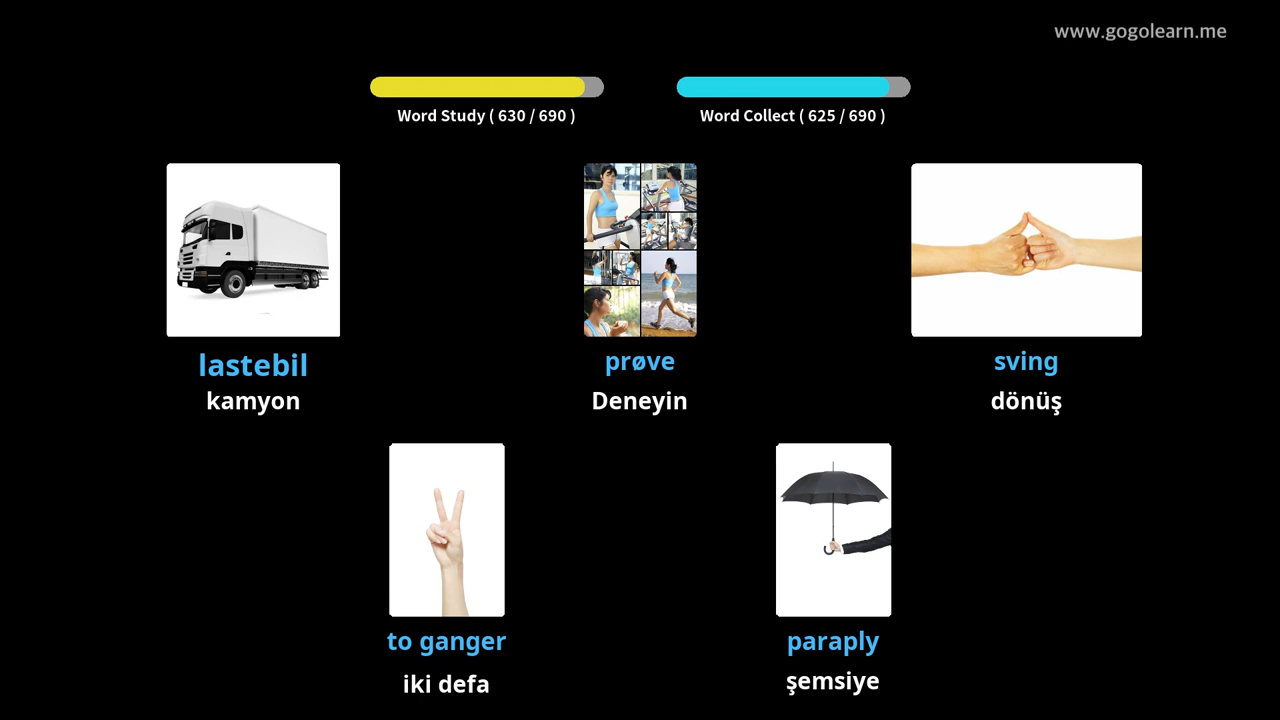 www.gogolearn.me
Word Study ( 630 / 690 )
Word Collect ( 625 / 690 )
lastebil
kamyon
prøve
Deneyin
sving
dönüş
to ganger
iki defa
paraply
şemsiye